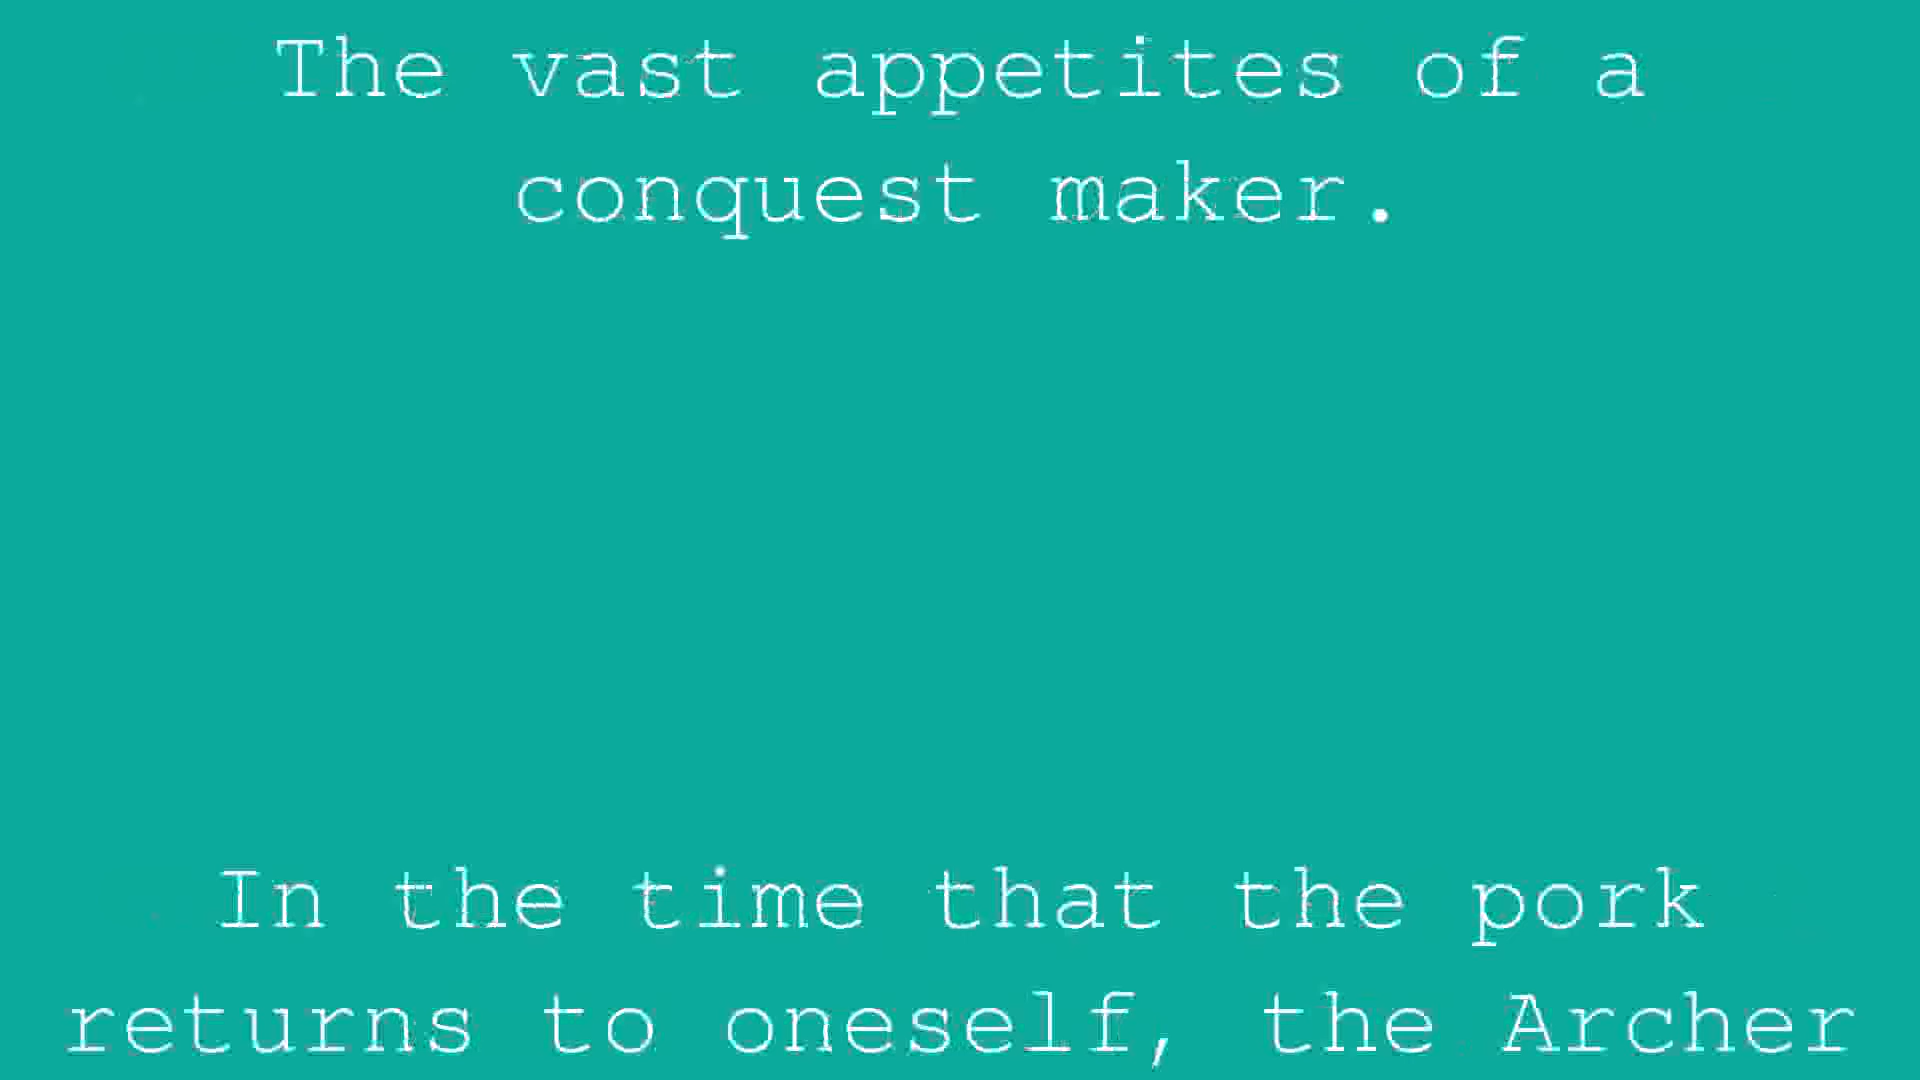 The vast appetites of a
conquest maker.
In the time that the pork
returns to oneself, the Archer